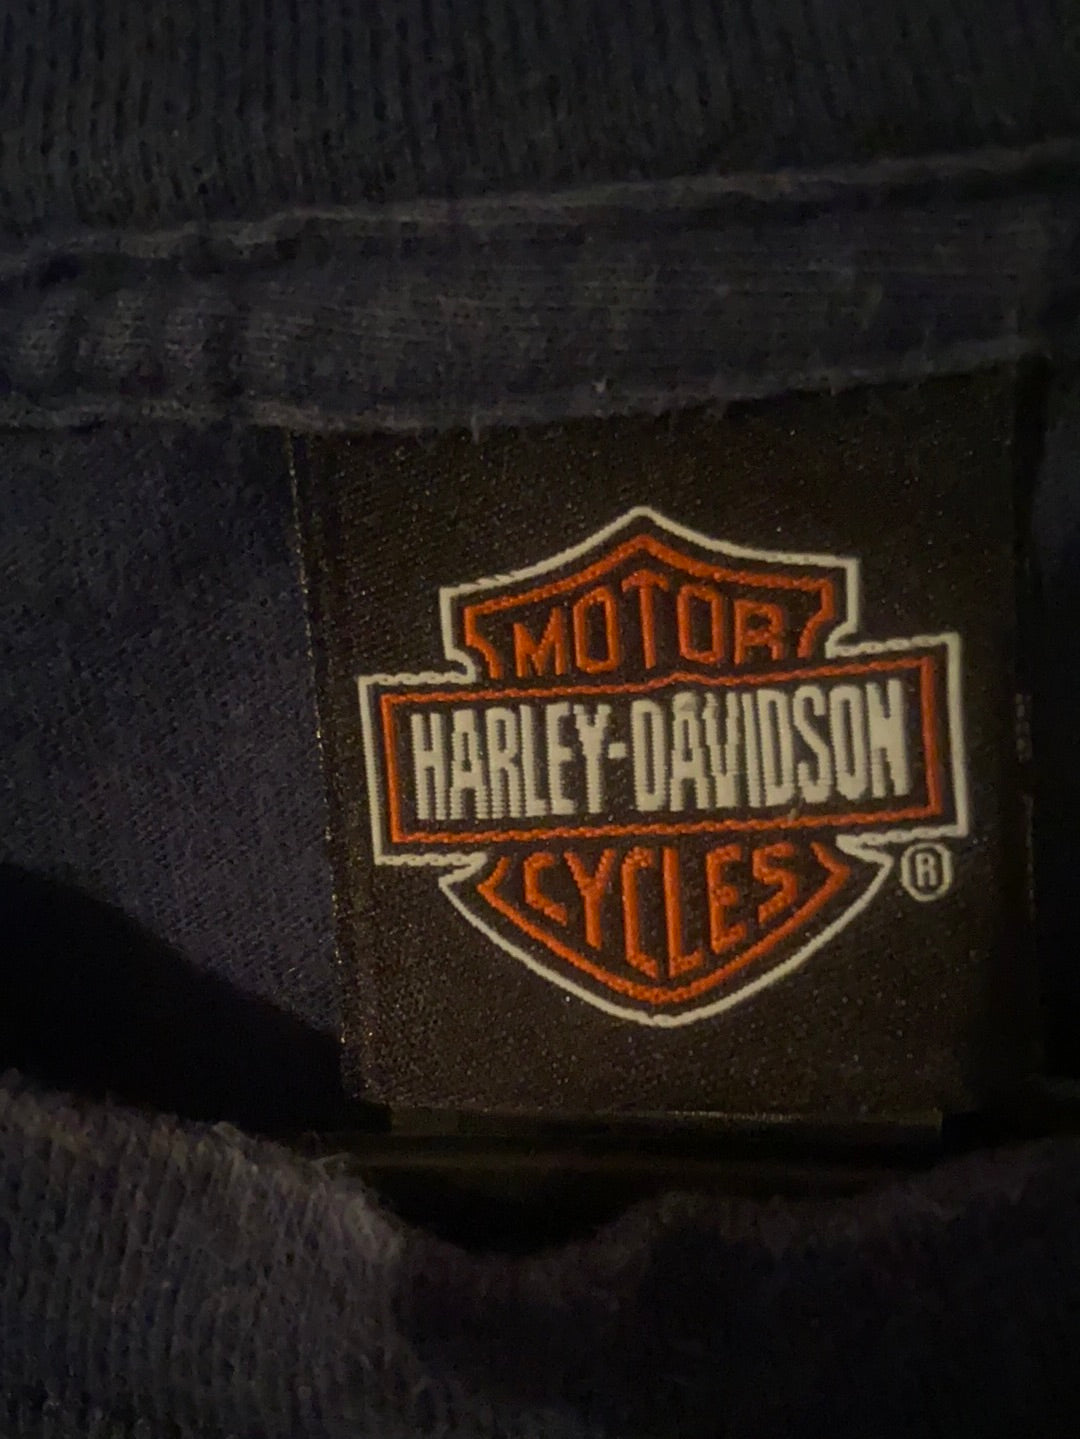 MOTOR
HARLEY-DAVIDSON
CYCLES
®